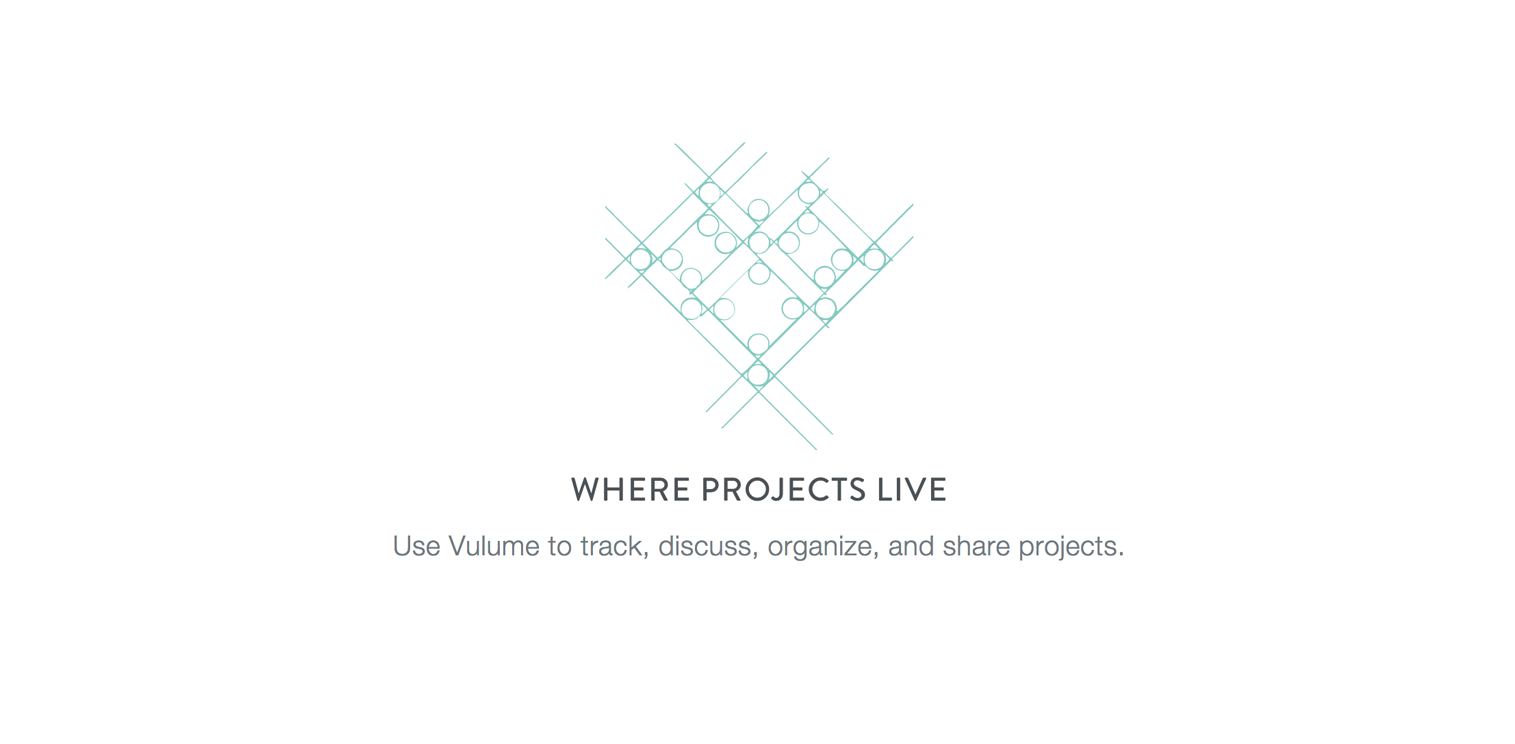 WHERE PROJECTS LIVE
Use Vulume to track, discuss, organize, and share projects.